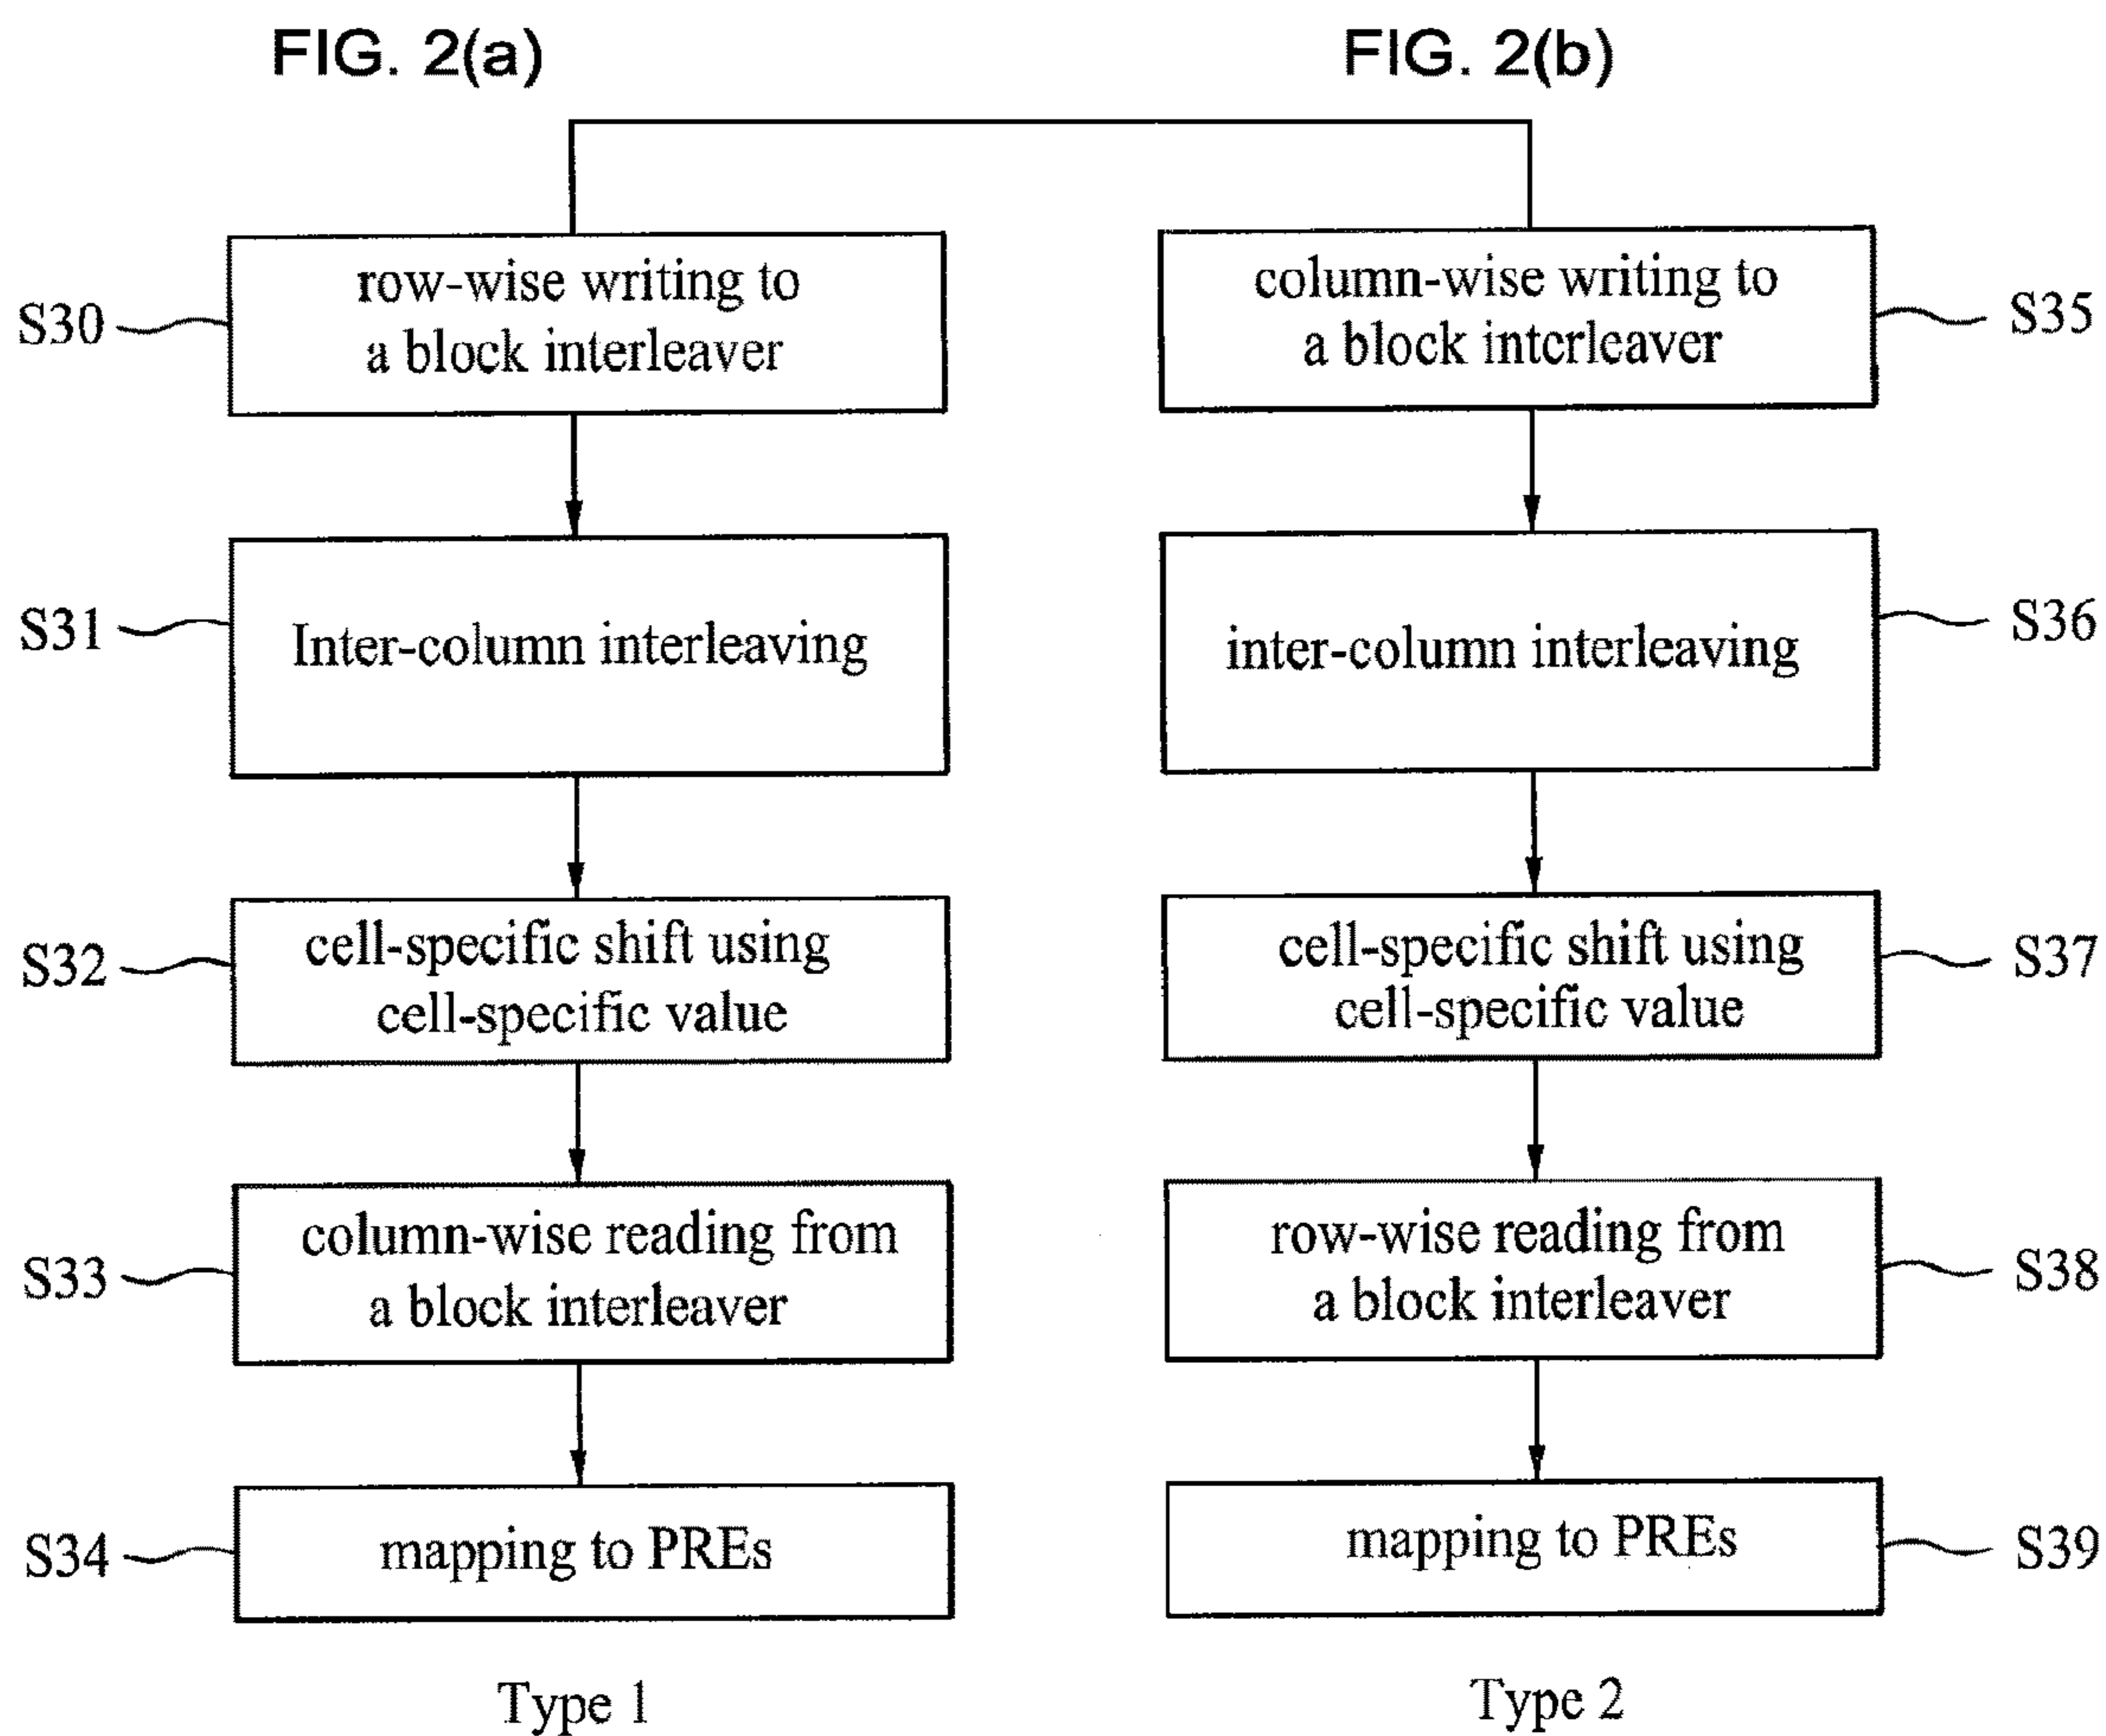 FIG. 2(a)
FIG. 2(b)
S30
row-wise writing to
a block interleaver
column-wise writing to
a block interleaver
S35
S31
Inter-column interleaving
inter-column interleaving
S36
S32
cell-specific shift using
cell-specific value
cell-specific shift using
cell-specific value
S37
S33
column-wise reading from
a block interleaver
row-wise reading from
a block interleaver
S38
S34
mapping to PREs
mapping to PREs
S39
Type 1
Type 2